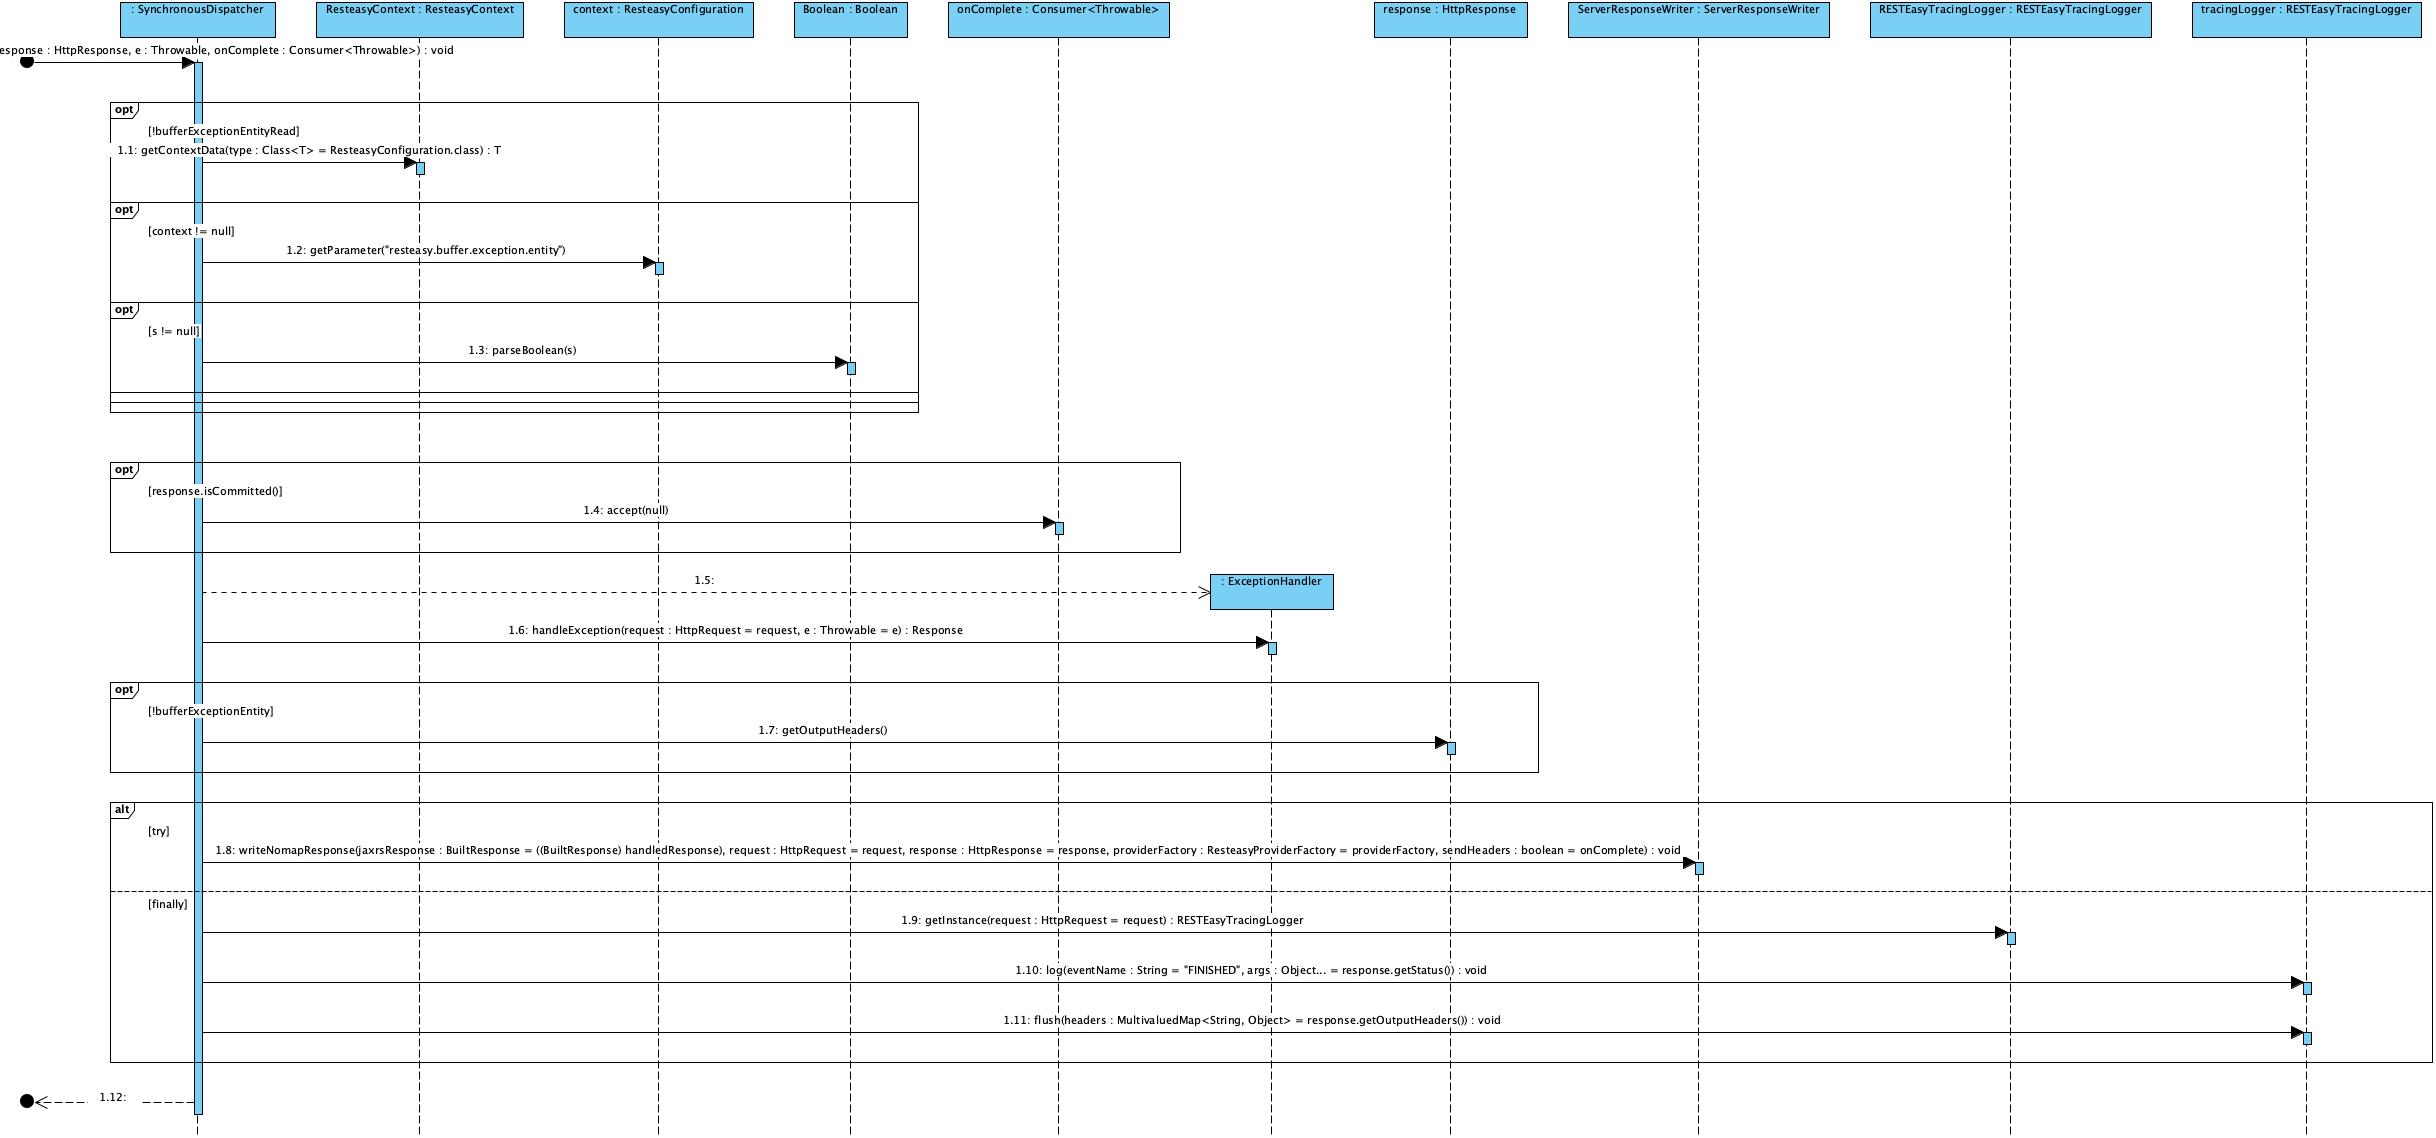 : SynchronousDispatcher
ResteasyContext : ResteasyContext
context : ResteasyConfiguration
Boolean : Boolean
onComplete : Consumer<Throwable>
response : HttpResponse
ServerResponseWriter : ServerResponseWriter
RESTEasyTracingLogger : RESTEasyTracingLogger
tracingLogger : RESTEasyTracingLogger
esponse : HttpResponse, e : Throwable, onComplete : Consumer<Throwable>) : void
opt
[!bufferExceptionEntityRead]
1.1: getContextData(type : Class<T> = ResteasyConfiguration.class) : T
opt
[context != null]
1.2: getParameter("resteasy.buffer.exception.entity")
opt
[s != null]
1.3: parseBoolean(s)
opt
[response.isCommitted()]
1.4: accept(null)
1.5:
: ExceptionHandler
1.6: handleException(request : HttpRequest = request, e : Throwable = e) : Response
opt
[!bufferExceptionEntity]
1.7: getOutputHeaders()
alt
[try]
1.8: writeNomapResponse(jaxrsResponse : BuiltResponse = ((BuiltResponse) handledResponse), request : HttpRequest = request, response : HttpResponse = response, providerFactory : ResteasyProviderFactory = providerFactory, sendHeaders : boolean = onComplete) : void
[finally]
1.9: getInstance(request : HttpRequest = request) : RESTEasyTracingLogger
1.10: log(eventName : String = "FINISHED", args : Object... = response.getStatus()) : void
1.11: flush(headers : MultivaluedMap<String, Object> = response.getOutputHeaders()) : void
1.12: